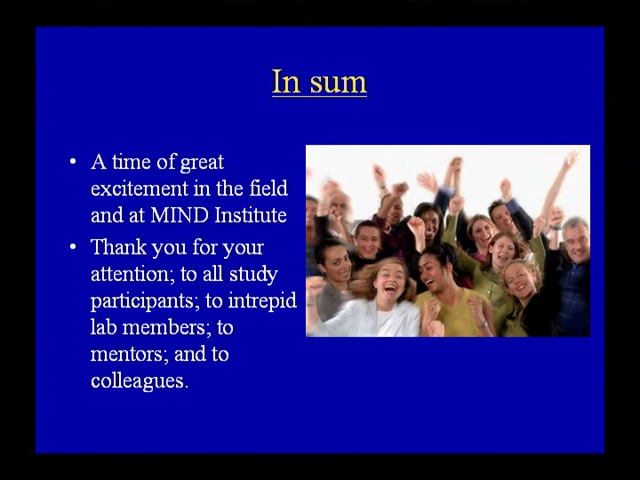 In sum
• A time of great
excitement in the field
and at MIND Institute
• Thank you for your
attention; to all study
participants; to intrepid
lab members; to
mentors; and to
colleagues.